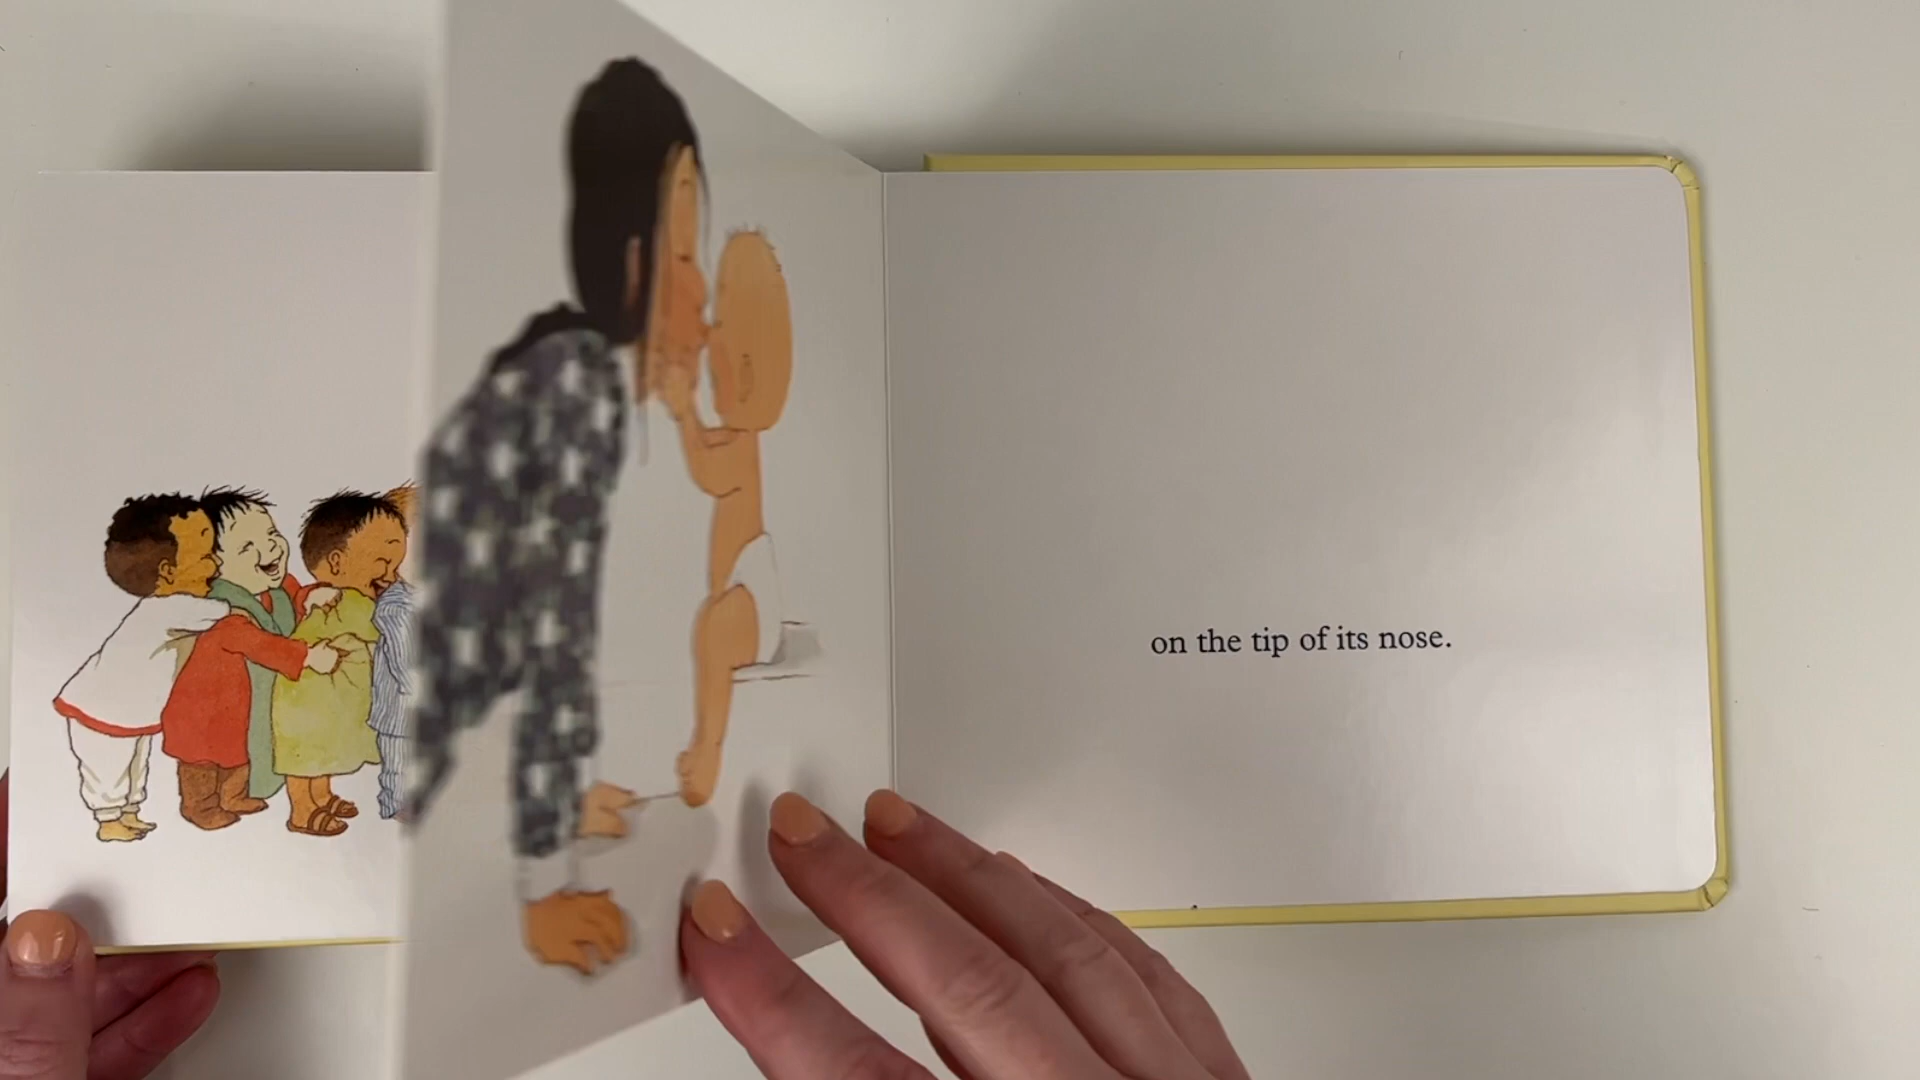 on the tip of its nose.